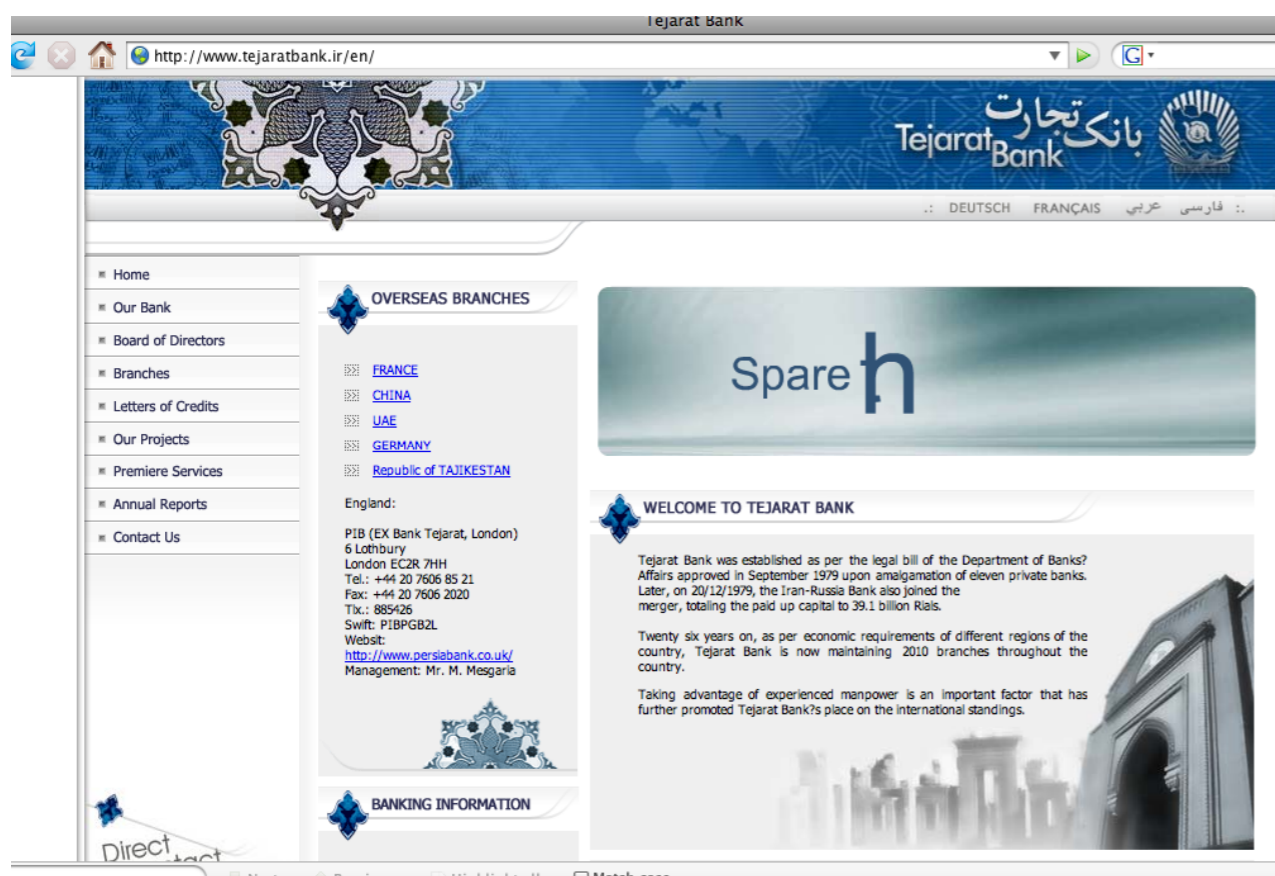 Tejarat Bank
http://www.tejaratbank.ir/en/
G
بانک تجارت
Tejarat Bank
.: DEUTSCH FRANÇAIS عربي فارسی :.
Home
Our Bank
Board of Directors
Branches
Letters of Credits
Our Projects
Premiere Services
Annual Reports
Contact Us
Direct
OVERSEAS BRANCHES
FRANCE
CHINA
UAE
GERMANY
Republic of TAJIKESTAN
England:
PIB (EX Bank Tejarat, London)
6 Lothbury
London EC2R 7HH
Tel.: +44 20 7606 85 21
Fax: +44 20 7606 2020
Tlx.: 885426
Swift: PIBPGB2L
Websit:
http://www.persiabank.co.uk/
Management: Mr. M. Mesgaria
BANKING INFORMATION
Spare
WELCOME TO TEJARAT BANK
Tejarat Bank was established as per the legal bill of the Department of Banks?
Affairs approved in September 1979 upon amalgamation of eleven private banks.
Later, on 20/12/1979, the Iran-Russia Bank also joined the
merger, totaling the paid up capital to 39.1 billion Rials.
Twenty six years on, as per economic requirements of different regions of the
country, Tejarat Bank is now maintaining 2010 branches throughout the
country.
Taking advantage of experienced manpower is an important factor that has
further promoted Tejarat Bank?s place on the international standings.